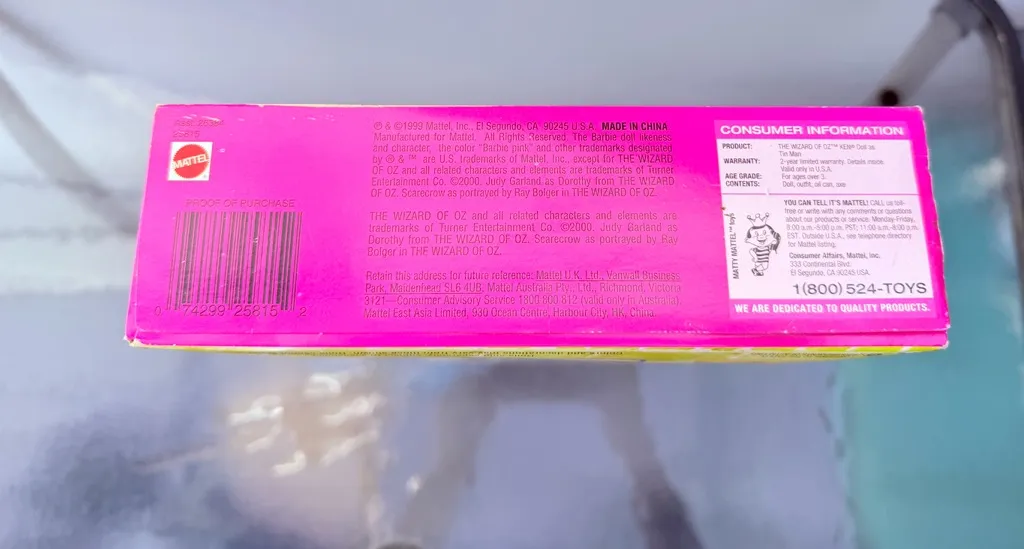 25815
MATTEL
PROOF OF PURCHASE
0 74299 25815 2
® & ©1999 Mattel, Inc., El Segundo, CA 90245 U.S.A. MADE IN CHINA
Manufactured for Mattel. All Rights Reserved. The Barbie doll likeness
and character, the color "Barbie pink" and other trademarks designated
by ® & ™ are U.S. trademarks of Mattel, Inc., except for THE WIZARD
OF OZ and all related characters and elements are trademarks of Turner
Entertainment Co. ©2000. Judy Garland as Dorothy from THE WIZARD
OF OZ. Scarecrow as portrayed by Ray Bolger in THE WIZARD OF OZ.
THE WIZARD OF OZ and all related characters and elements are
trademarks of Turner Entertainment Co. ©2000. Judy Garland as
Dorothy from THE WIZARD OF OZ. Scarecrow as portrayed by Ray
Bolger in THE WIZARD OF OZ.
Retain this address for future reference: Mattel U.K. Ltd., Vanwall Business
Park, Maidenhead SL6 4UB. Mattel Australia Pty., Ltd., Richmond, Victoria
3121—Consumer Advisory Service 1800 800 812 (valid only in Australia).
Mattel East Asia Limited, 930 Ocean Centre, Harbour City, HK, China.
CONSUMER INFORMATION
PRODUCT: THE WIZARD OF OZ™ KEN® Doll as
Tin Man
WARRANTY: 2-year limited warranty. Details inside.
Valid only in U.S.A.
AGE GRADE: For ages over 3.
CONTENTS: Doll, outfit, oil can, axe
MATTY MATTEL™ toys
YOU CAN TELL IT'S MATTEL! CALL us toll-
free or write with any comments or questions
about our products or service. Monday-Friday,
8:00 a.m.-5:00 p.m. PST; 11:00 a.m.-8:00 p.m.
EST. Outside U.S.A., see telephone directory
for Mattel listing.
Consumer Affairs, Mattel, Inc.
333 Continental Blvd.
El Segundo, CA 90245 USA.
1(800) 524-TOYS
WE ARE DEDICATED TO QUALITY PRODUCTS.